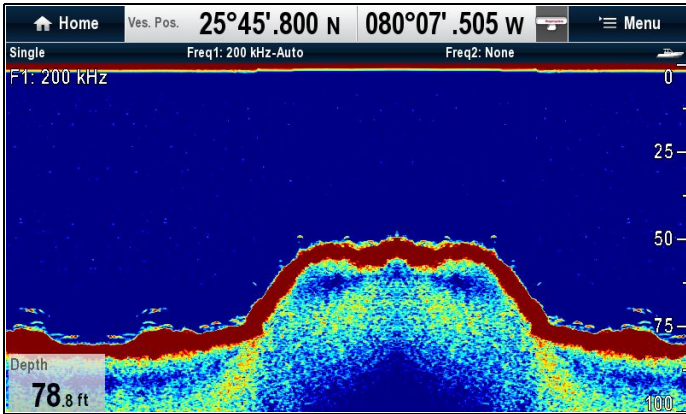 Home Ves. Pos. 25°45'.800 N 080°07'.505 W Menu
Single Freq1: 200 kHz-Auto Freq2: None
F1: 200 kHz 0
25
50
75
Depth
78.8 ft
100